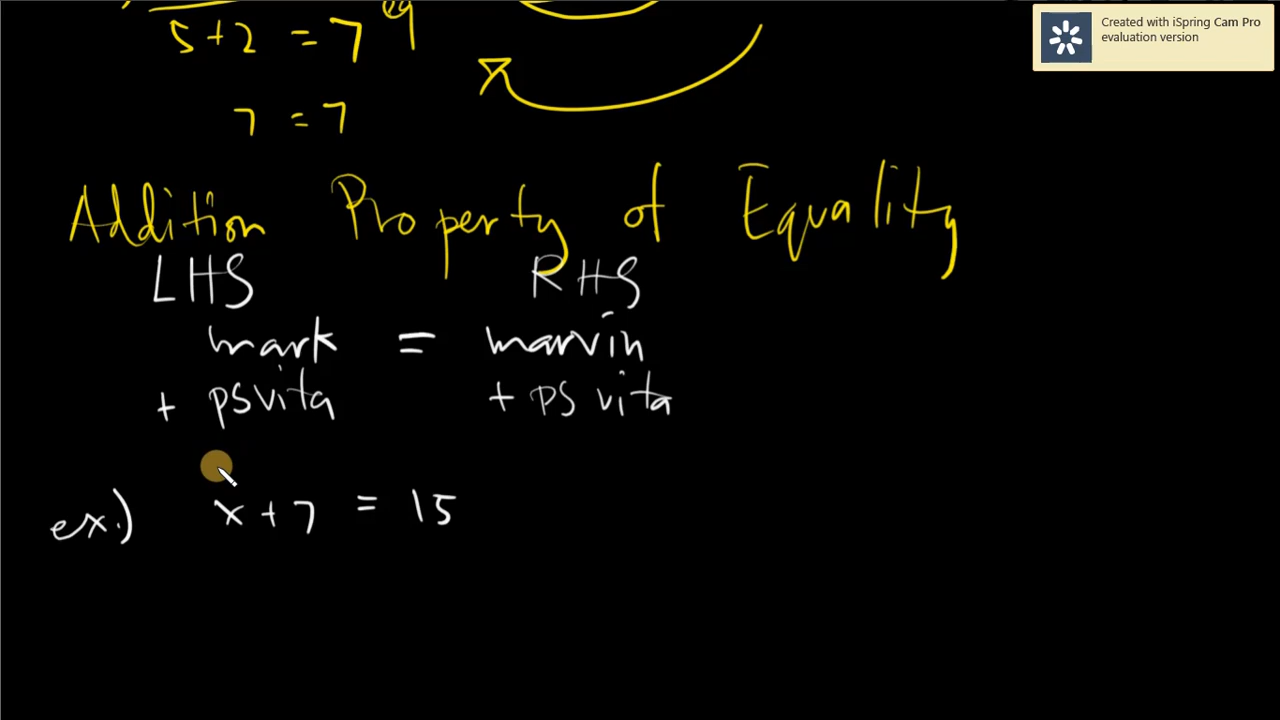 5 + 2 = 7
7 = 7
Addition Property of Equality
LHS RHS
mark = marvin
+ psvita + PS vita
ex.) x + 7 = 15
Created with iSpring Cam Pro
evaluation version